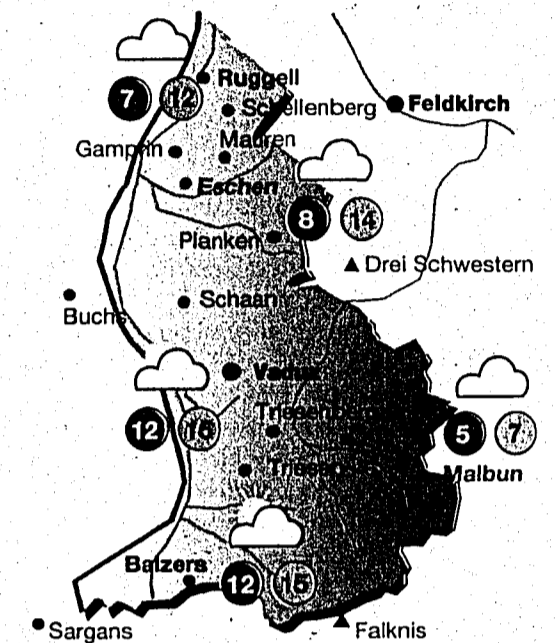 Ruggell
7 12
Schellenberg
Feldkirch
Mauren
Gamprin
Eschen
8 14
Planken
Drei Schwestern
Schaan
Buchs
Vaduz
5 7
12 15
Triesenberg
Triesen
Malbun
Balzers
12 15
Sargans
Falknis